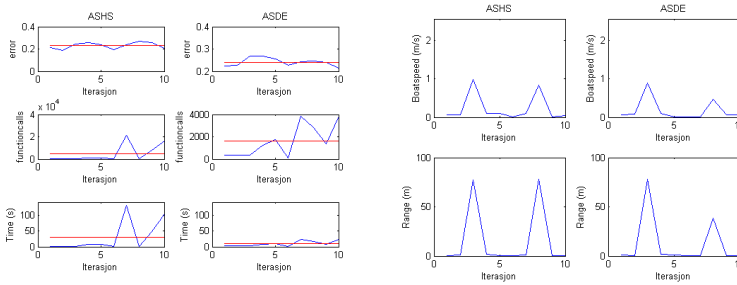 ASHS
ASDE
ASHS
ASDE
0.4
0.3
0.2
error
0 5 10
Iterasjon
0.4
0.3
0.2
error
0 5 10
Iterasjon
x 10^4
4
2
0
functioncalls
0 5 10
Iterasjon
4000
2000
0
functioncalls
0 5 10
Iterasjon
100
50
0
Time (s)
0 5 10
Iterasjon
100
50
0
Time (s)
0 5 10
Iterasjon
2
1
0
Boatspeed (m/s)
0 5 10
Iterasjon
2
1
0
Boatspeed (m/s)
0 5 10
Iterasjon
100
50
0
Range (m)
0 5 10
Iterasjon
100
50
0
Range (m)
0 5 10
Iterasjon